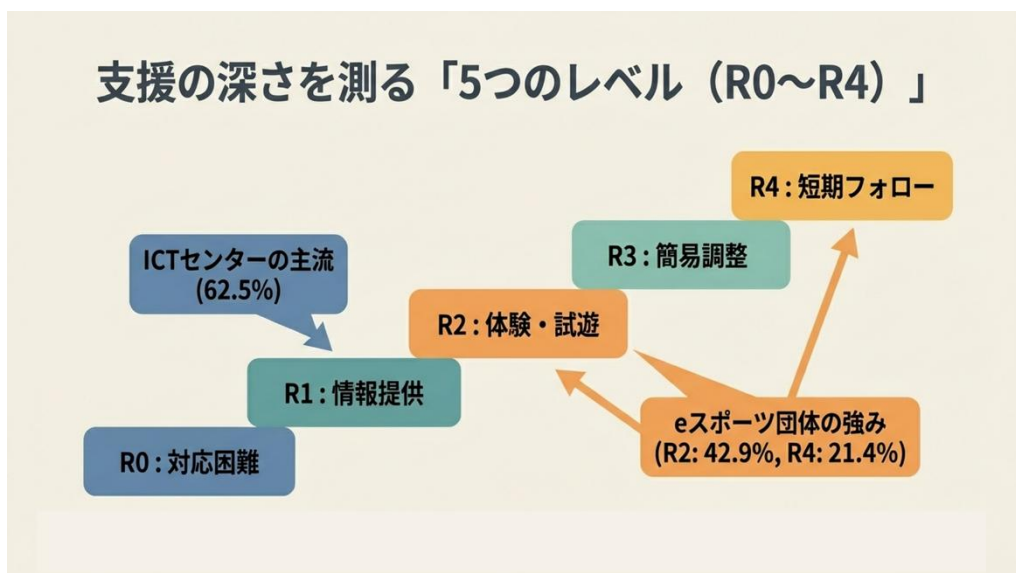 支援の深さを測る「5つのレベル（R0〜R4）」
R4 : 短期フォロー
R3 : 簡易調整
ICTセンターの主流
(62.5%)
R2 : 体験・試遊
R1 : 情報提供
eスポーツ団体の強み
(R2: 42.9%, R4: 21.4%)
R0 : 対応困難